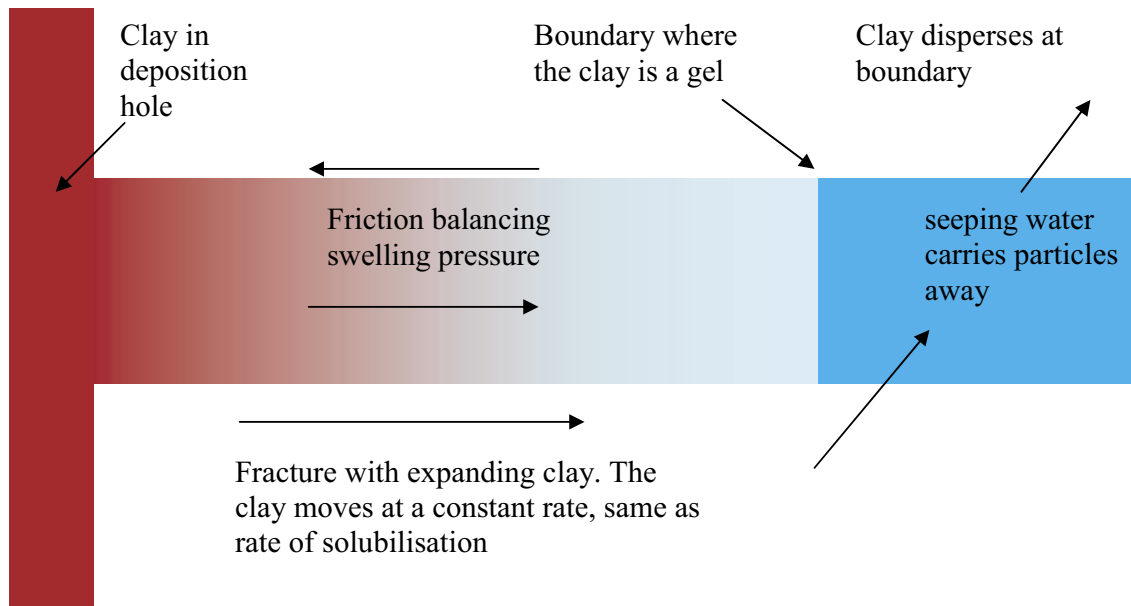 Clay in
deposition
hole
Boundary where
the clay is a gel
Clay disperses at
boundary
Friction balancing
swelling pressure
seeping water
carries particles
away
Fracture with expanding clay. The
clay moves at a constant rate, same as
rate of solubilisation